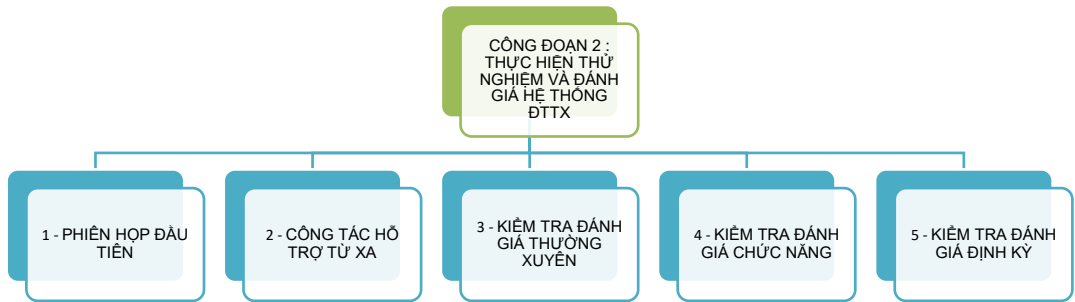 CÔNG ĐOẠN 2 :
THỰC HIỆN THỬ
NGHIỆM VÀ ĐÁNH
GIÁ HỆ THỐNG
ĐTTX
1 - PHIÊN HỌP ĐẦU
TIÊN
2 - CÔNG TÁC HỖ
TRỢ TỪ XA
3 - KIỂM TRA ĐÁNH
GIÁ THƯỜNG
XUYÊN
4 - KIỂM TRA ĐÁNH
GIÁ CHỨC NĂNG
5 - KIỂM TRA ĐÁNH
GIÁ ĐỊNH KỲ